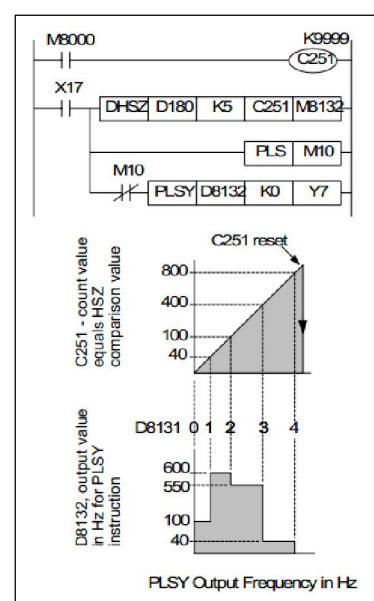 M8000 K9999
C251
X17
DHSZ D180 K5 C251 M8132
PLS M10
M10
PLSY D8132 K0 Y7
C251 reset
C251 - count value
equals HSZ
comparison value
800
400
100
40
D8131 0 1 2 3 4
D8132, output value
in Hz for PLSY
instruction
600
550
100
40
PLSY Output Frequency in Hz